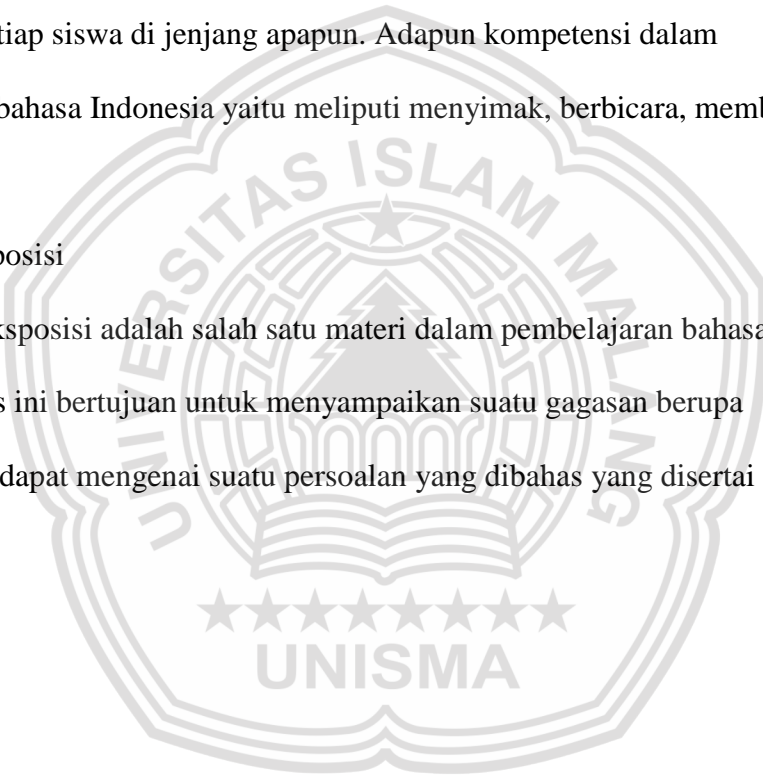 tiap siswa di jenjang apapun. Adapun kompetensi dalam
bahasa Indonesia yaitu meliputi menyimak, berbicara, memb
posisi
ksposisi adalah salah satu materi dalam pembelajaran bahasa
s ini bertujuan untuk menyampaikan suatu gagasan berupa
dapat mengenai suatu persoalan yang dibahas yang disertai
UNIVERSITAS ISLAM MALANG
UNISMA